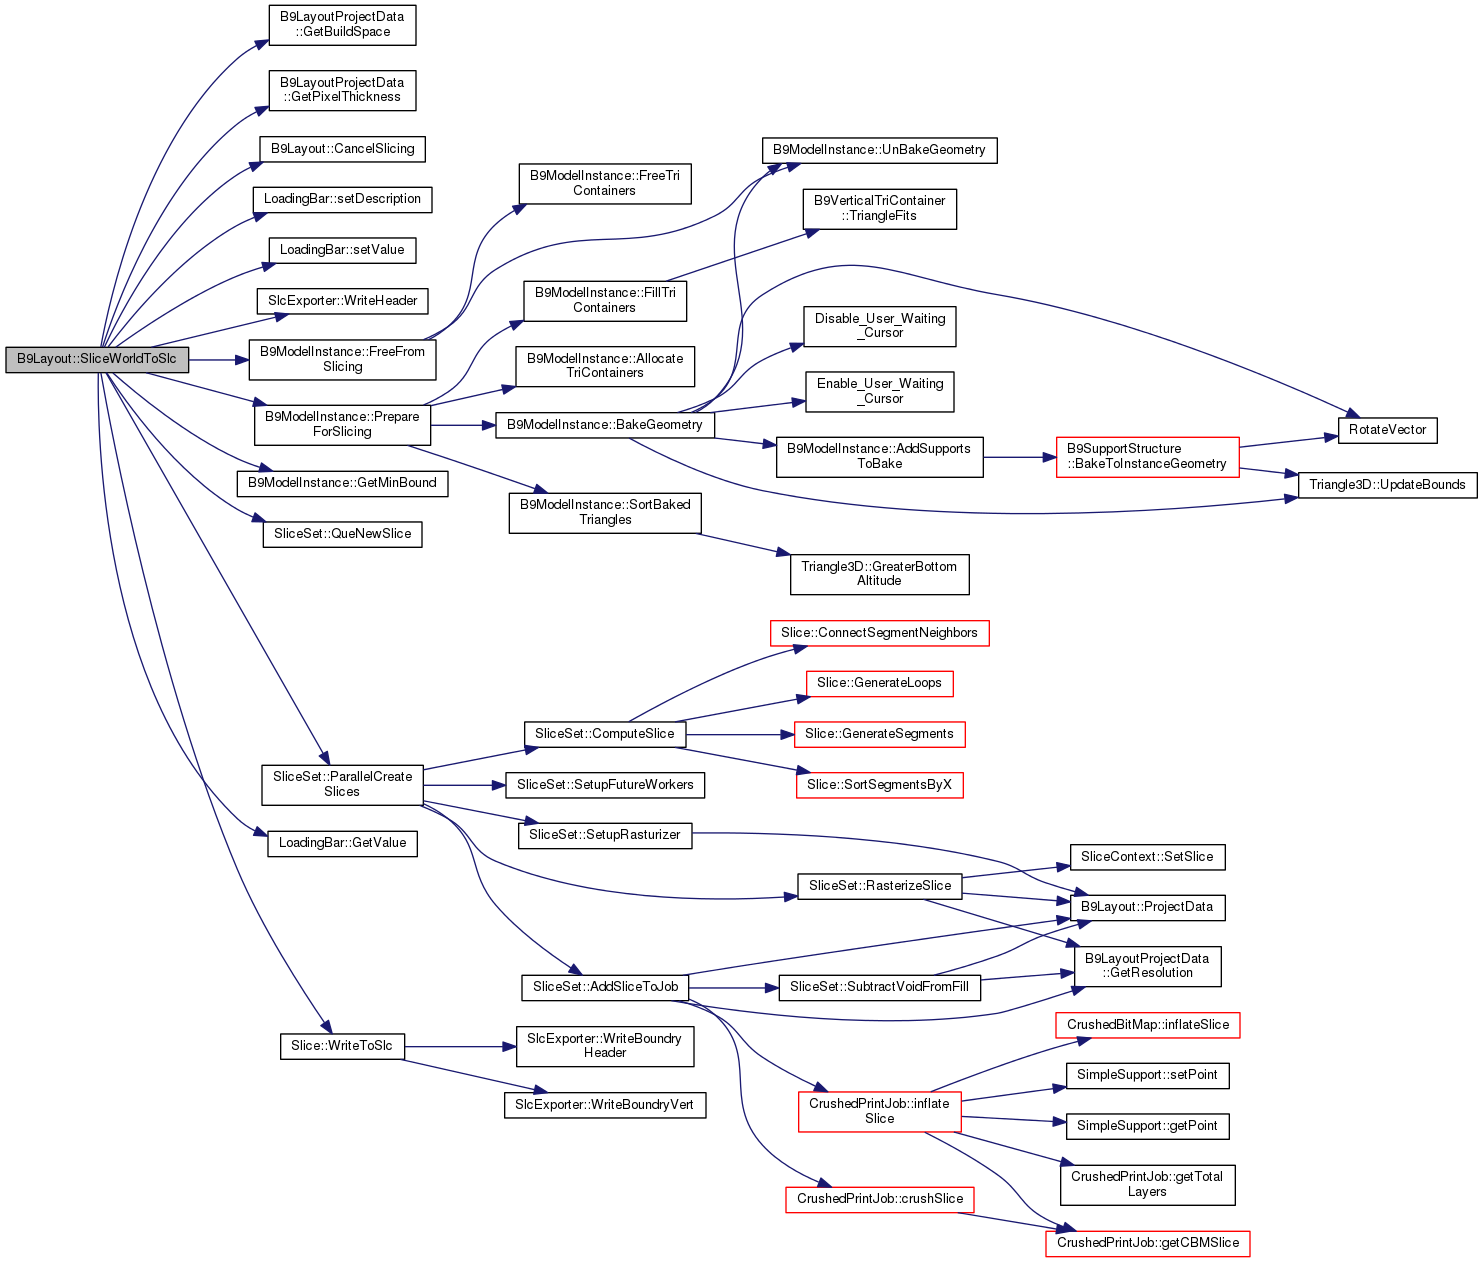 B9Layout::SliceWorldToSlc
B9LayoutProjectData
::GetBuildSpace
B9LayoutProjectData
::GetPixelThickness
B9Layout::CancelSlicing
LoadingBar::setDescription
LoadingBar::setValue
SlcExporter::WriteHeader
B9ModelInstance::FreeFrom
Slicing
B9ModelInstance::Prepare
ForSlicing
B9ModelInstance::GetMinBound
SliceSet::QueNewSlice
SliceSet::ParallelCreate
Slices
LoadingBar::GetValue
Slice::WriteToSlc
B9ModelInstance::FreeTri
Containers
B9ModelInstance::FillTri
Containers
B9ModelInstance::Allocate
TriContainers
B9ModelInstance::BakeGeometry
B9ModelInstance::SortBaked
Triangles
SliceSet::ComputeSlice
SliceSet::SetupFutureWorkers
SliceSet::SetupRasturizer
SliceSet::AddSliceToJob
SlcExporter::WriteBoundry
Header
SlcExporter::WriteBoundryVert
B9ModelInstance::UnBakeGeometry
B9VerticalTriContainer
::TriangleFits
Disable_User_Waiting
_Cursor
Enable_User_Waiting
_Cursor
B9ModelInstance::AddSupports
ToBake
Triangle3D::GreaterBottom
Altitude
Slice::ConnectSegmentNeighbors
Slice::GenerateLoops
Slice::GenerateSegments
Slice::SortSegmentsByX
SliceSet::RasterizeSlice
SliceSet::SubtractVoidFromFill
CrushedPrintJob::inflate
Slice
CrushedPrintJob::crushSlice
B9SupportStructure
::BakeToInstanceGeometry
SliceContext::SetSlice
B9Layout::ProjectData
B9LayoutProjectData
::GetResolution
CrushedBitMap::inflateSlice
SimpleSupport::setPoint
SimpleSupport::getPoint
CrushedPrintJob::getTotal
Layers
CrushedPrintJob::getCBMSlice
RotateVector
Triangle3D::UpdateBounds